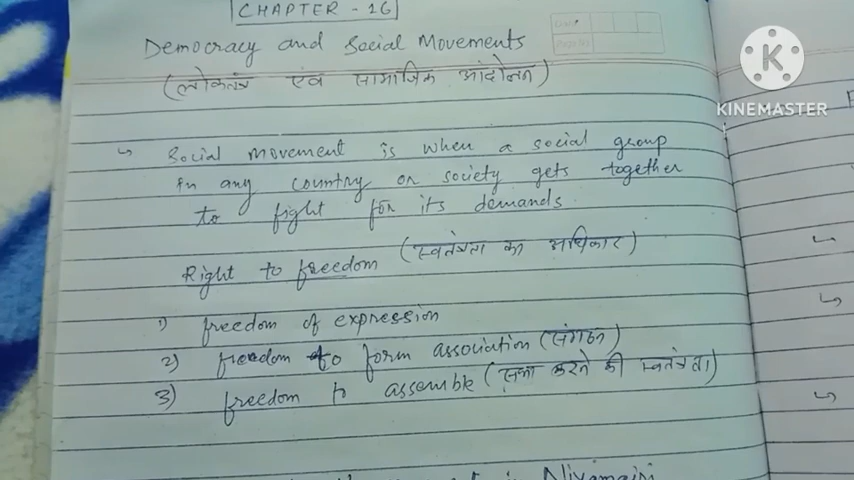 CHAPTER - 16
Democracy and Social Movements
(लोकतंत्र एवं सामाजिक आंदोलन)
KINEMASTER
Social movement is when a social group
in any country or society gets together
to fight for its demands.
Right to freedom (स्वतंत्रता का अधिकार)
1) freedom of expression
2) freedom to form association (संगठन)
3) freedom to assemble (सभा करने की स्वतंत्रता)
in Niyamgiri